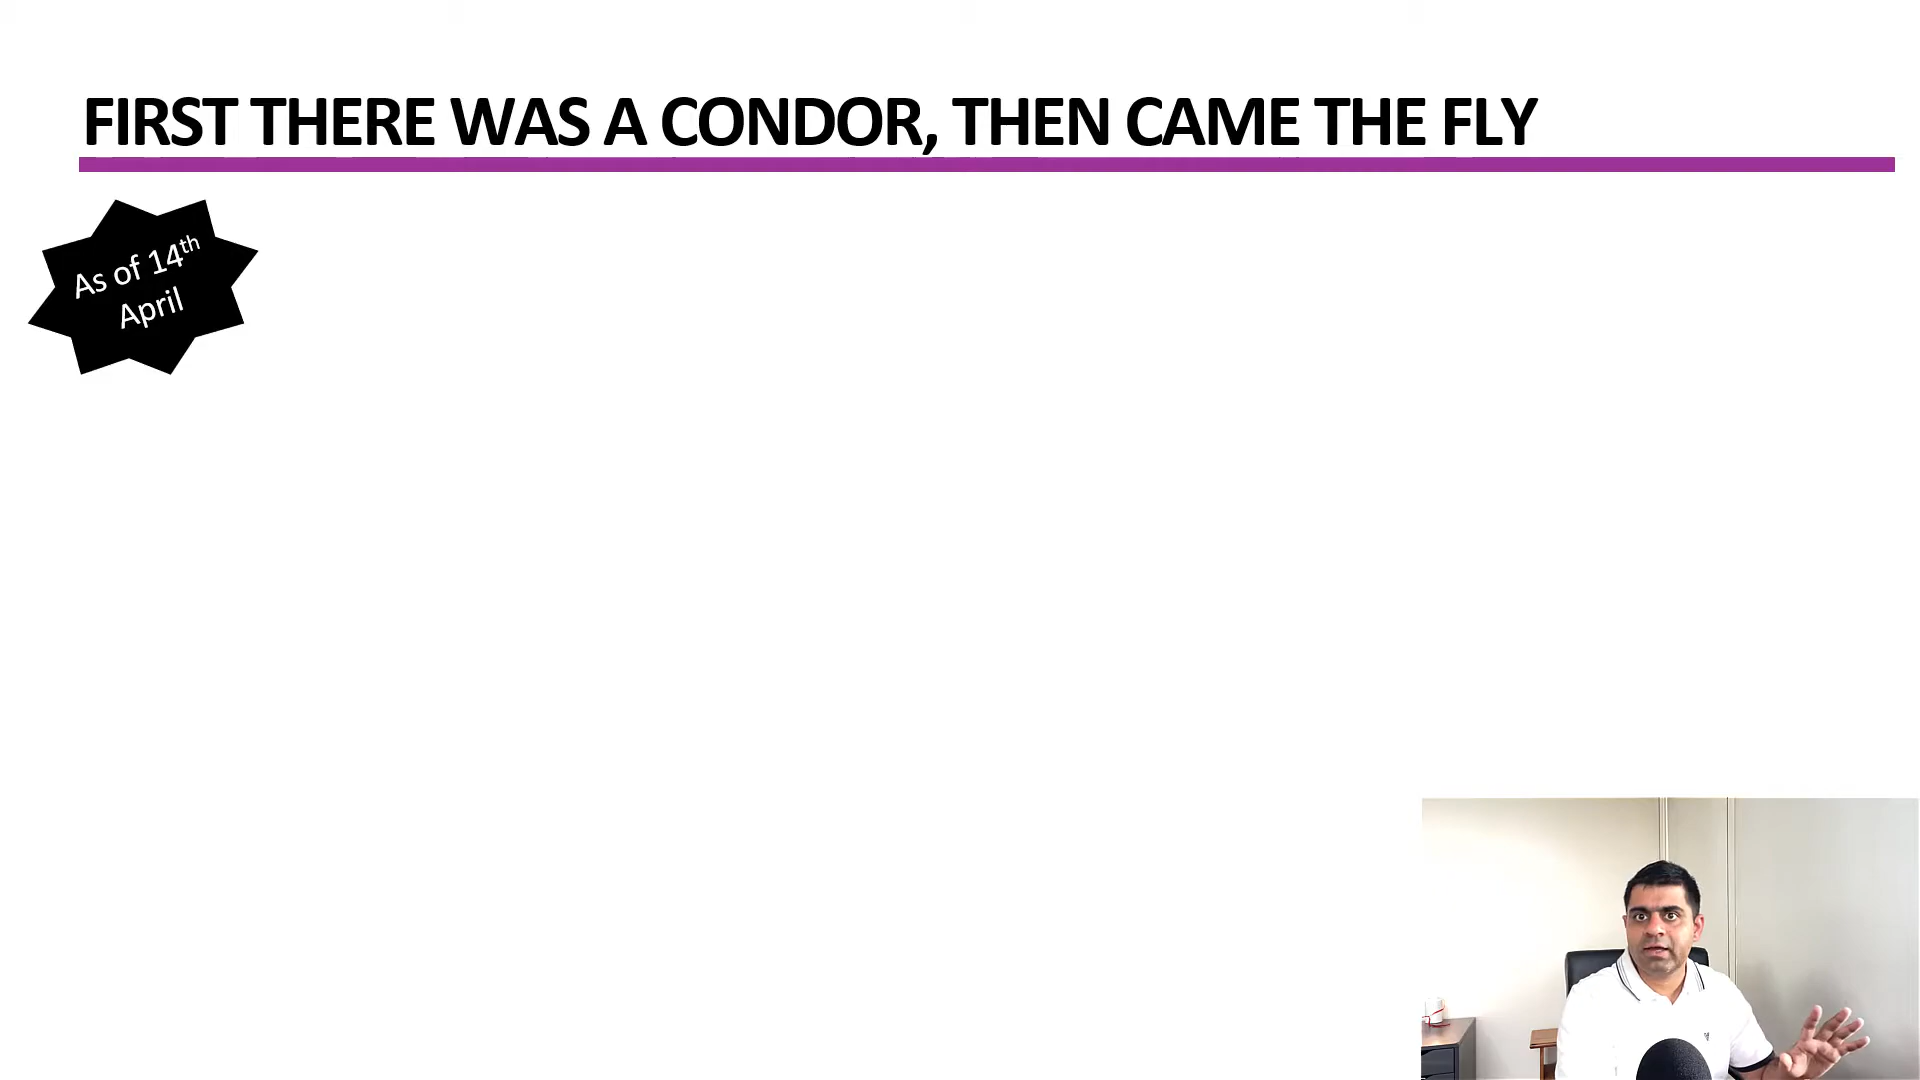 FIRST THERE WAS A CONDOR, THEN CAME THE FLY
As of 14th
April